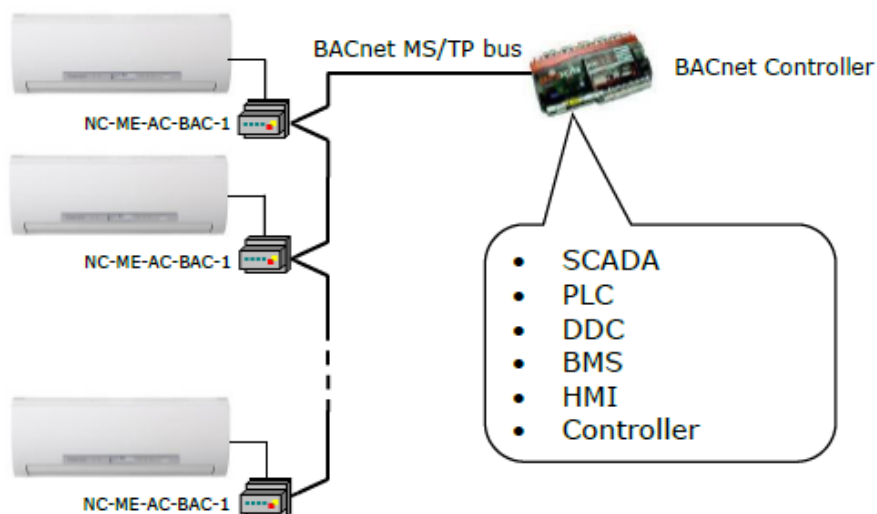 BACnet MS/TP bus
BACnet Controller
NC-ME-AC-BAC-1
NC-ME-AC-BAC-1
• SCADA
• PLC
• DDC
• BMS
• HMI
• Controller
NC-ME-AC-BAC-1